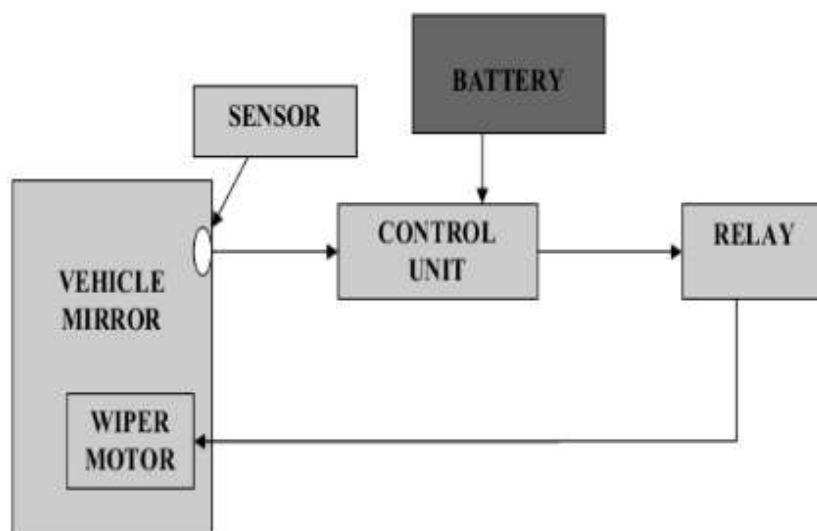 BATTERY
SENSOR
CONTROL
UNIT
RELAY
VEHICLE
MIRROR
WIPER
MOTOR